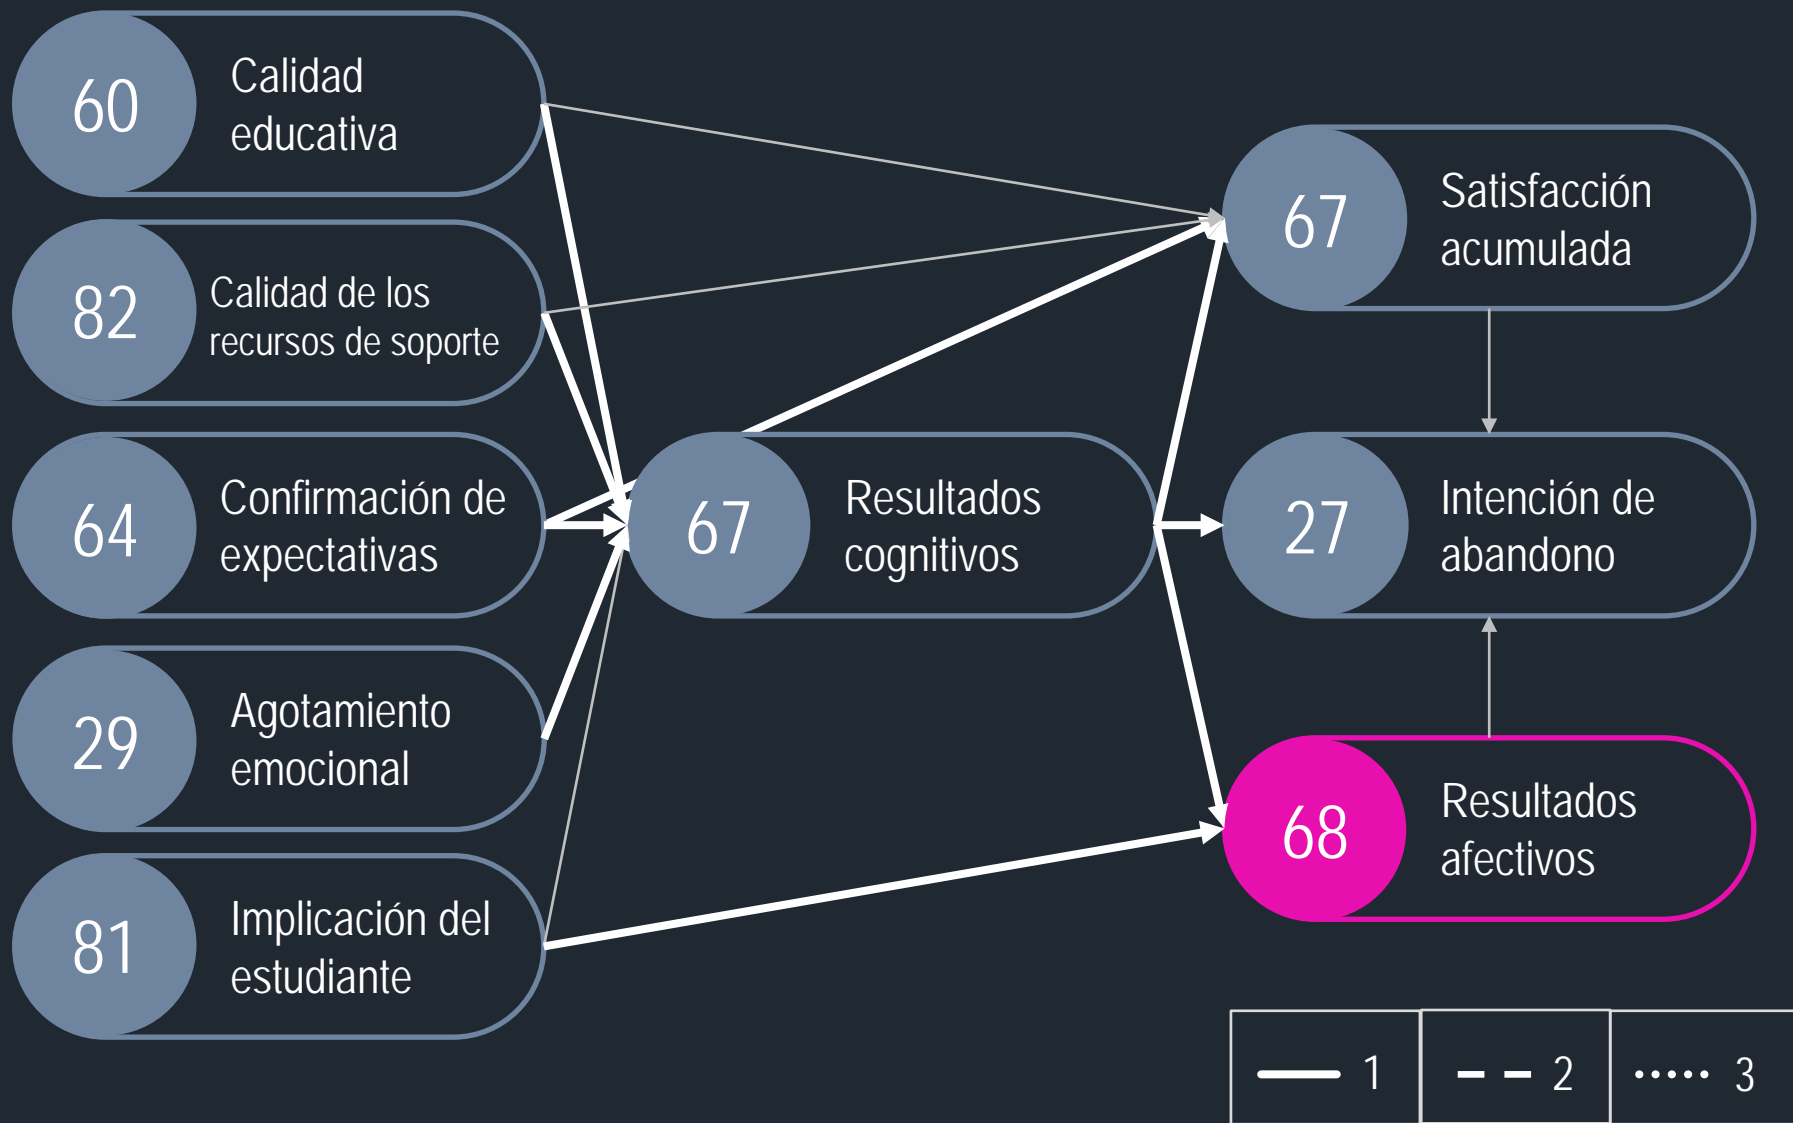 60
Calidad
educativa
82
Calidad de los
recursos de soporte
64
Confirmación de
expectativas
29
Agotamiento
emocional
81
Implicación del
estudiante
67
Resultados
cognitivos
67
Satisfacción
acumulada
27
Intención de
abandono
68
Resultados
afectivos
1
2
3